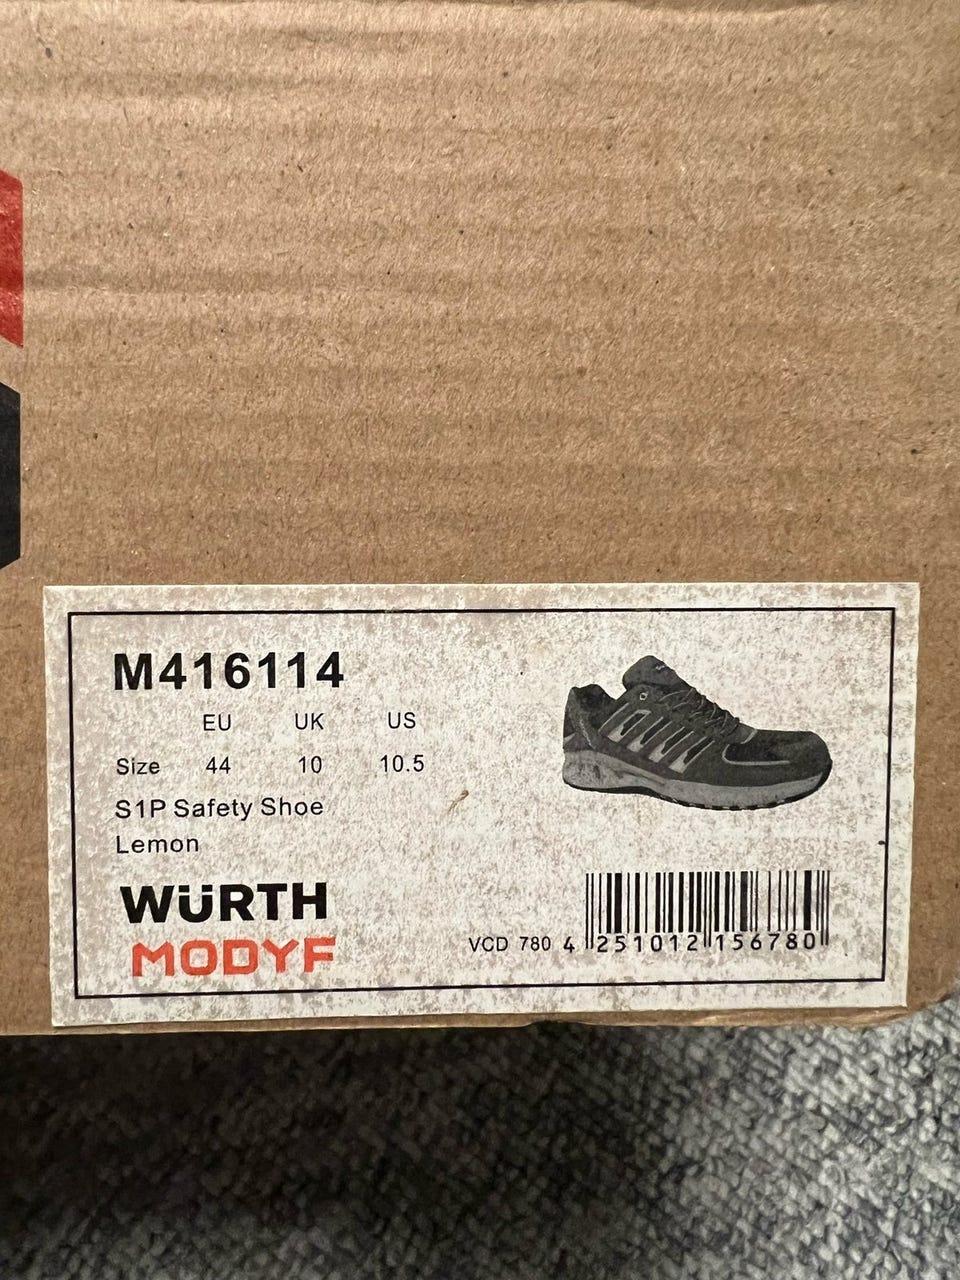 M416114
EU UK US
Size 44 10 10.5
S1P Safety Shoe
Lemon
WÜRTH
MODYF
VCD 780 4 251012 156780